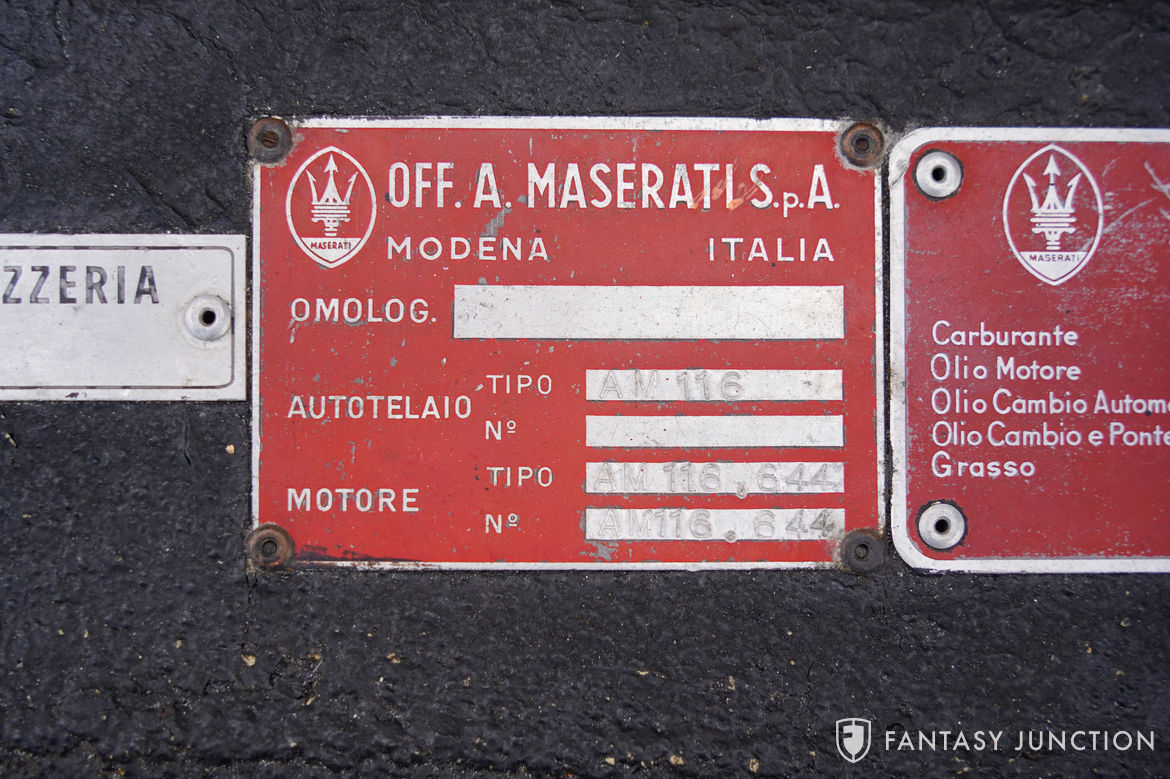 ZZERIA
OFF. A. MASERATI S.p.A.
MASERATI
MODENA ITALIA
OMOLOG.
AUTOTELAIO
TIPO AM 116
Nº
MOTORE
TIPO AM 116.644
Nº AM116.644
MASERATI
Carburante
Olio Motore
Olio Cambio Autom
Olio Cambio e Ponte
Grasso
FANTASY JUNCTION